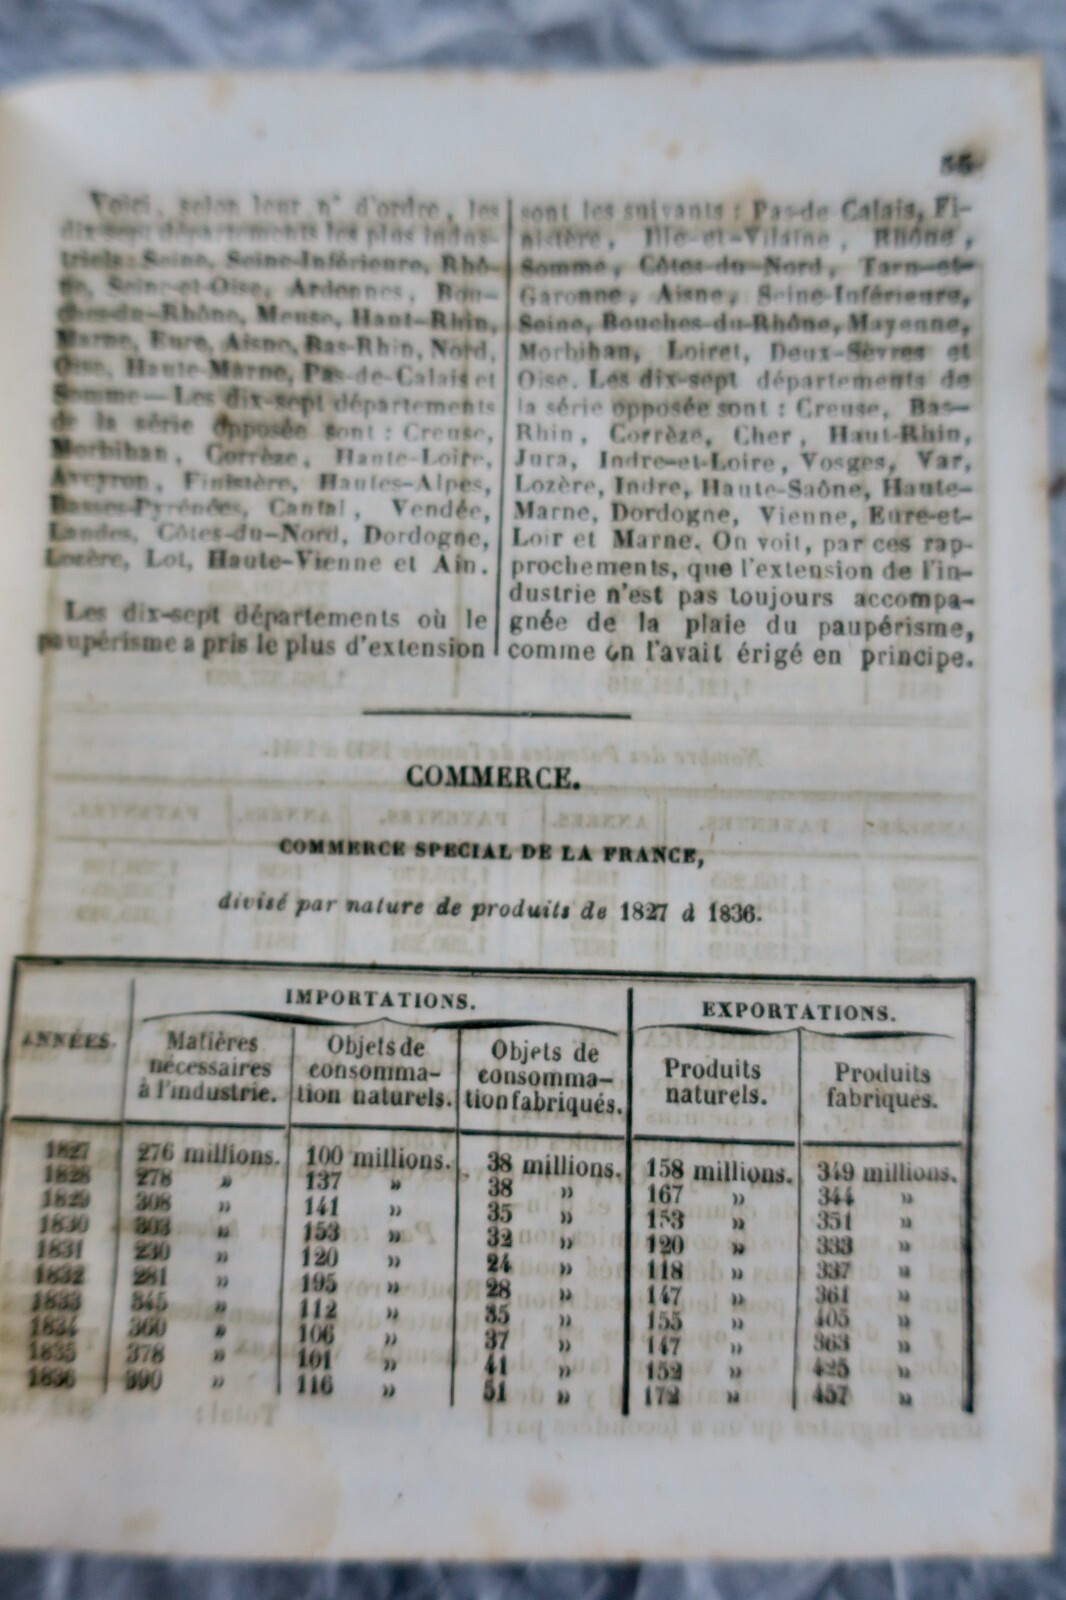 55
Voici, selon leur n° d'ordre, les
dix-sept départements les plus indus-
triels : Seine, Seine-Inférieure, Rhô-
ne, Seine-et-Oise, Ardennes, Bou-
ches-du-Rhône, Meuse, Haut-Rhin,
Marne, Eure, Aisne, Bas-Rhin, Nord,
Oise, Haute-Marne, Pas-de-Calais et
Somme — Les dix-sept départements
de la série opposée sont : Creuse,
Morbihan, Corrèze, Haute-Loire,
Aveyron, Finistère, Hautes-Alpes,
Basses-Pyrénées, Cantal, Vendée,
Landes, Côtes-du-Nord, Dordogne,
Lozère, Lot, Haute-Vienne et Ain.
Les dix-sept départements où le
paupérisme a pris le plus d'extension
sont les suivants : Pas-de Calais, Fi-
nistère, Ille-et-Vilaine, Rhône,
Somme, Côtes-du-Nord, Tarn-et-
Garonne, Aisne, Seine-Inférieure,
Seine, Bouches-du-Rhône, Mayenne,
Morbihan, Loiret, Deux-Sèvres et
Oise. Les dix-sept départements de
la série opposée sont : Creuse, Bas-
Rhin, Corrèze, Cher, Haut-Rhin,
Jura, Indre-et-Loire, Vosges, Var,
Lozère, Indre, Haute-Saône, Haute-
Marne, Dordogne, Vienne, Eure-et-
Loir et Marne. On voit, par ces rap-
prochements, que l'extension de l'in-
dustrie n'est pas toujours accompa-
gnée de la plaie du paupérisme,
comme on l'avait érigé en principe.
COMMERCE.
COMMERCE SPECIAL DE LA FRANCE,
divisé par nature de produits de 1827 à 1836.
IMPORTATIONS. EXPORTATIONS.
ANNÉES. Matières nécessaires à l'industrie. Objets de consomma-tion naturels. Objets de consomma-tion fabriqués. Produits naturels. Produits fabriqués.
1827 276 millions. 100 millions. 38 millions. 158 millions. 349 millions.
1828 278 » 137 » 38 » 167 » 344 »
1829 308 » 141 » 35 » 153 » 351 »
1830 303 » 153 » 32 » 120 » 333 »
1831 230 » 120 » 24 » 118 » 337 »
1832 281 » 195 » 28 » 147 » 361 »
1833 345 » 112 » 35 » 155 » 405 »
1834 360 » 106 » 37 » 147 » 363 »
1835 378 » 101 » 41 » 152 » 425 »
1836 390 » 116 » 51 » 172 » 457 »